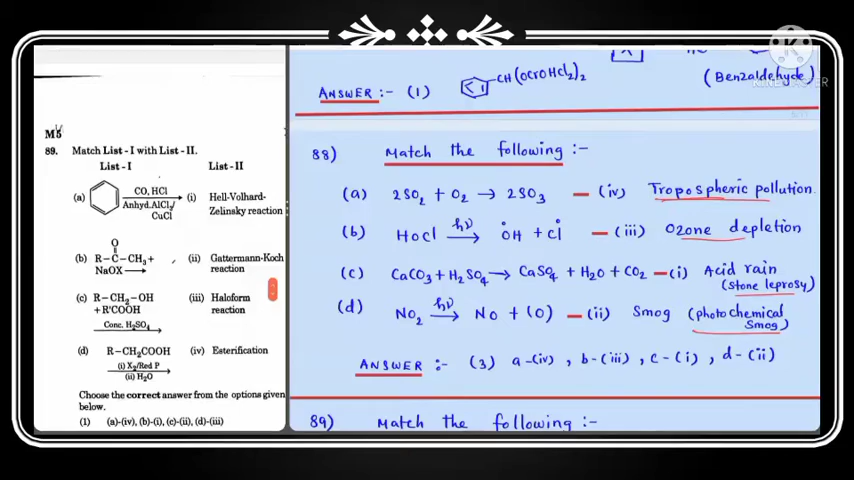 M5
89. Match List - I with List - II.
List - I List - II
(a) CO, HCl (i) Hell-Volhard-
Anhyd.AlCl3/ Zelinsky reaction
CuCl
O
(b) R–C–CH3 + (ii) Gattermann-Koch
NaOX→ reaction
(c) R–CH2–OH (iii) Haloform
+ R'COOH reaction
Conc. H2SO4
(d) R–CH2COOH (iv) Esterification
(i) X2/Red P
(ii) H2O
Choose the correct answer from the options given
below.
(1) (a)-(iv), (b)-(i), (c)-(ii), (d)-(iii)
ANSWER :- (1) CH(OCOHCl2)2
(Benzaldehyde)
88) Match the following :-
(a) 2SO2 + O2 → 2SO3 – (iv) Tropospheric pollution.
(b) HOCl hν→ ȯH + Cl̇ – (iii) Ozone depletion
(c) CaCO3 + H2SO4 → CaSO4 + H2O + CO2 – (i) Acid rain
(Stone leprosy)
(d) NO2 hν→ NO + (O) – (ii) Smog (photochemical
Smog)
ANSWER :- (3) a-(iv), b-(iii), c-(i), d-(ii)
89) Match the following :-
KINEMASTER